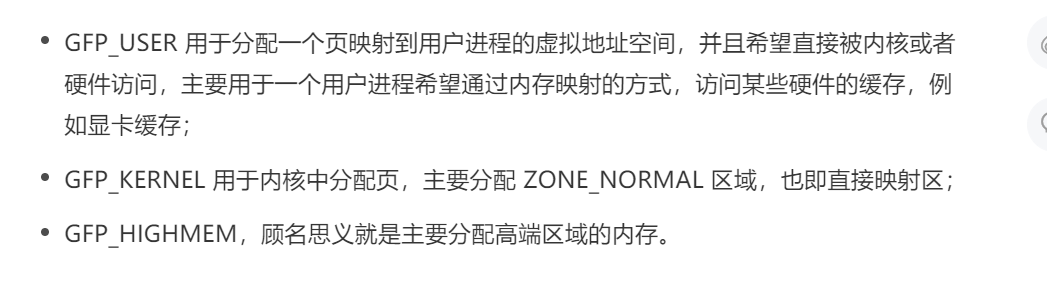 • GFP_USER 用于分配一个页映射到用户进程的虚拟地址空间，并且希望直接被内核或者
硬件访问，主要用于一个用户进程希望通过内存映射的方式，访问某些硬件的缓存，例
如显卡缓存；
• GFP_KERNEL 用于内核中分配页，主要分配 ZONE_NORMAL 区域，也即直接映射区；
• GFP_HIGHMEM，顾名思义就是主要分配高端区域的内存。